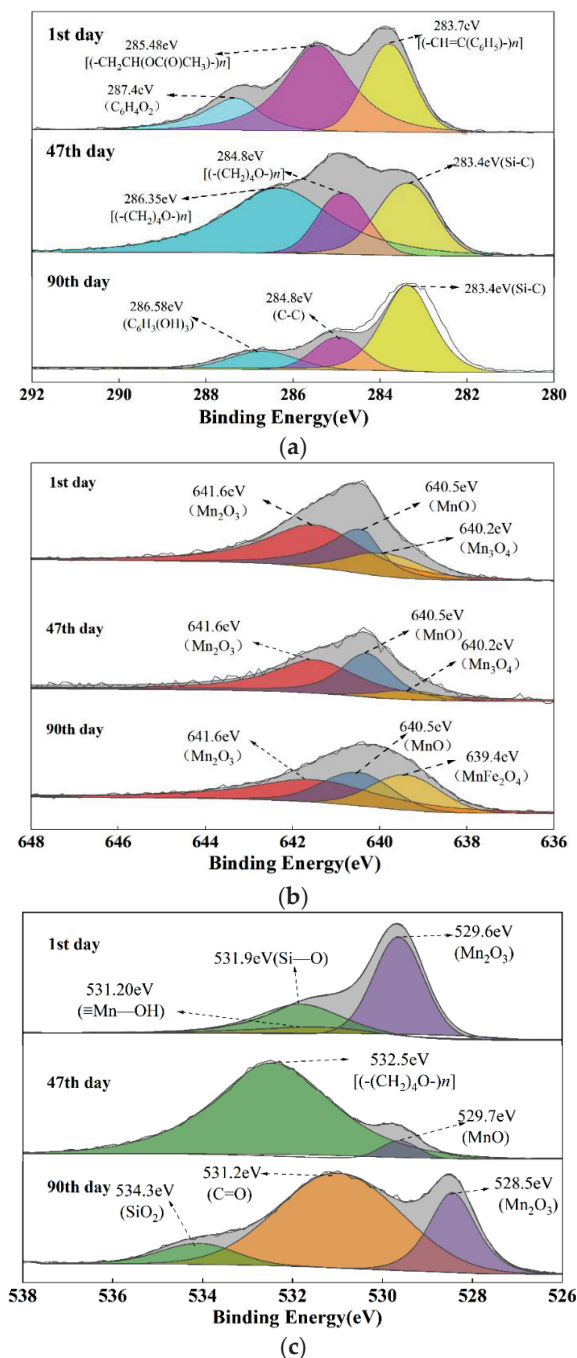 1st day
285.48eV
[(-CH₂CH(OC(O)CH₃)-)n]
283.7cV
[(-CH=C(C₆H₅)-)n]
287.4cV
(C₆H₄O₂)
47th day
284.8eV
[(-(CH₂)₄O-)n]
283.4eV(Si-C)
286.35eV
[(-(CH₂)₄O-)n]
90th day
286.58eV
(C₆H₃(OH)₃)
284.8eV
(C-C)
283.4eV(Si-C)
292 290 288 286 284 282 280
Binding Energy(eV)
(a)
1st day
641.6eV
(Mn₂O₃)
640.5eV
(MnO)
640.2eV
(Mn₃O₄)
47th day
641.6eV
(Mn₂O₃)
640.5eV
(MnO)
640.2eV
(Mn₃O₄)
90th day
641.6eV
(Mn₂O₃)
640.5eV
(MnO)
639.4eV
(MnFe₂O₄)
648 646 644 642 640 638 636
Binding Energy(eV)
(b)
1st day
531.9eV(Si—O)
529.6eV
(Mn₂O₃)
531.20eV
(≡Mn—OH)
47th day
532.5eV
[(-(CH₂)₄O-)n]
529.7eV
(MnO)
90th day
534.3eV
(SiO₂)
531.2eV
(C=O)
528.5eV
(Mn₂O₃)
538 536 534 532 530 528 526
Binding Energy(eV)
(c)